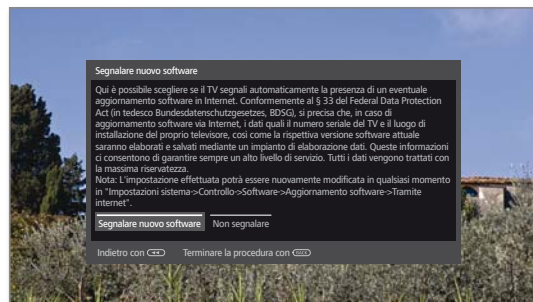 Segnalare nuovo software
Qui è possibile scegliere se il TV segnali automaticamente la presenza di un eventuale
aggiornamento software in Internet. Conformemente al § 33 del Federal Data Protection
Act (in tedesco Bundesdatenschutzgesetzes, BDSG), si precisa che, in caso di
aggiornamento software via Internet, i dati quali il numero seriale del TV e il luogo di
installazione del proprio televisore, così come la rispettiva versione software attuale
saranno elaborati e salvati mediante un impianto di elaborazione dati. Queste informazioni
ci consentono di garantire sempre un alto livello di servizio. Tutti i dati vengono trattati con
la massima riservatezza.
Nota: L'impostazione effettuata potrà essere nuovamente modificata in qualsiasi momento
in "Impostazioni sistema->Controllo->Software->Aggiornamento software->Tramite
internet".
Segnalare nuovo software Non segnalare
Indietro con Terminare la procedura con